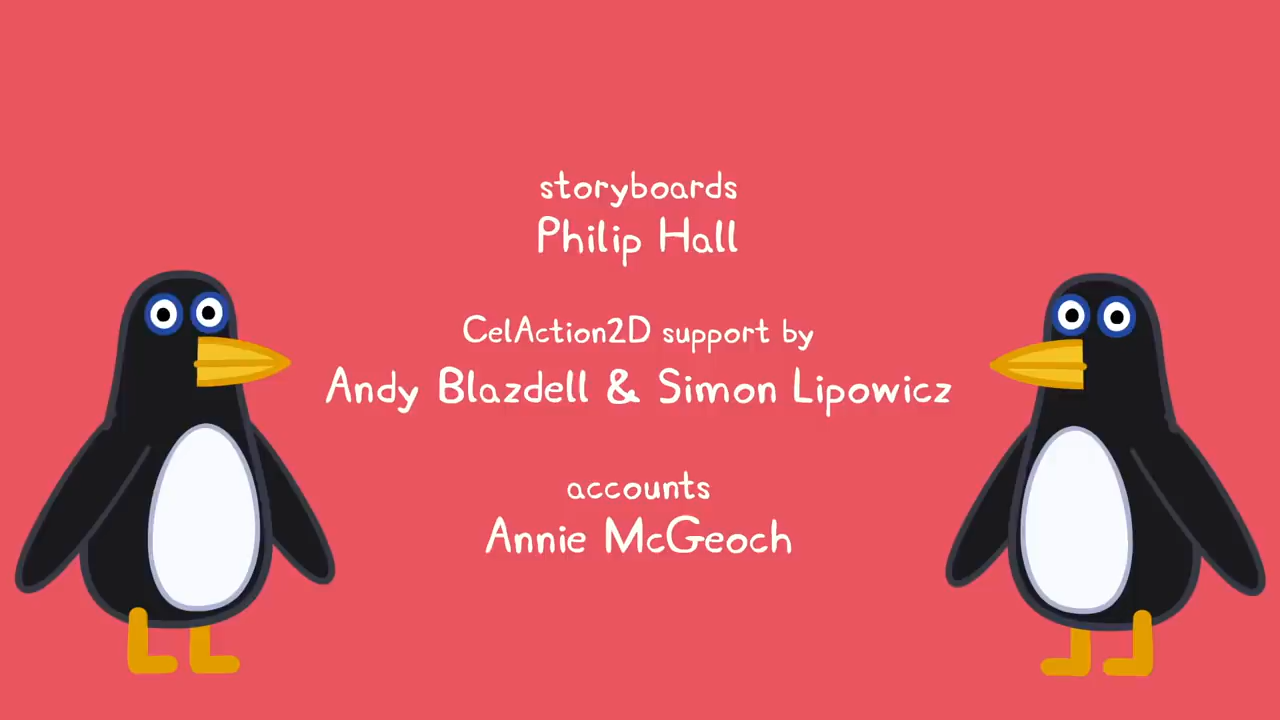 storyboards
Philip Hall
CelAction2D support by
Andy Blazdell & Simon Lipowicz
accounts
Annie McGeoch